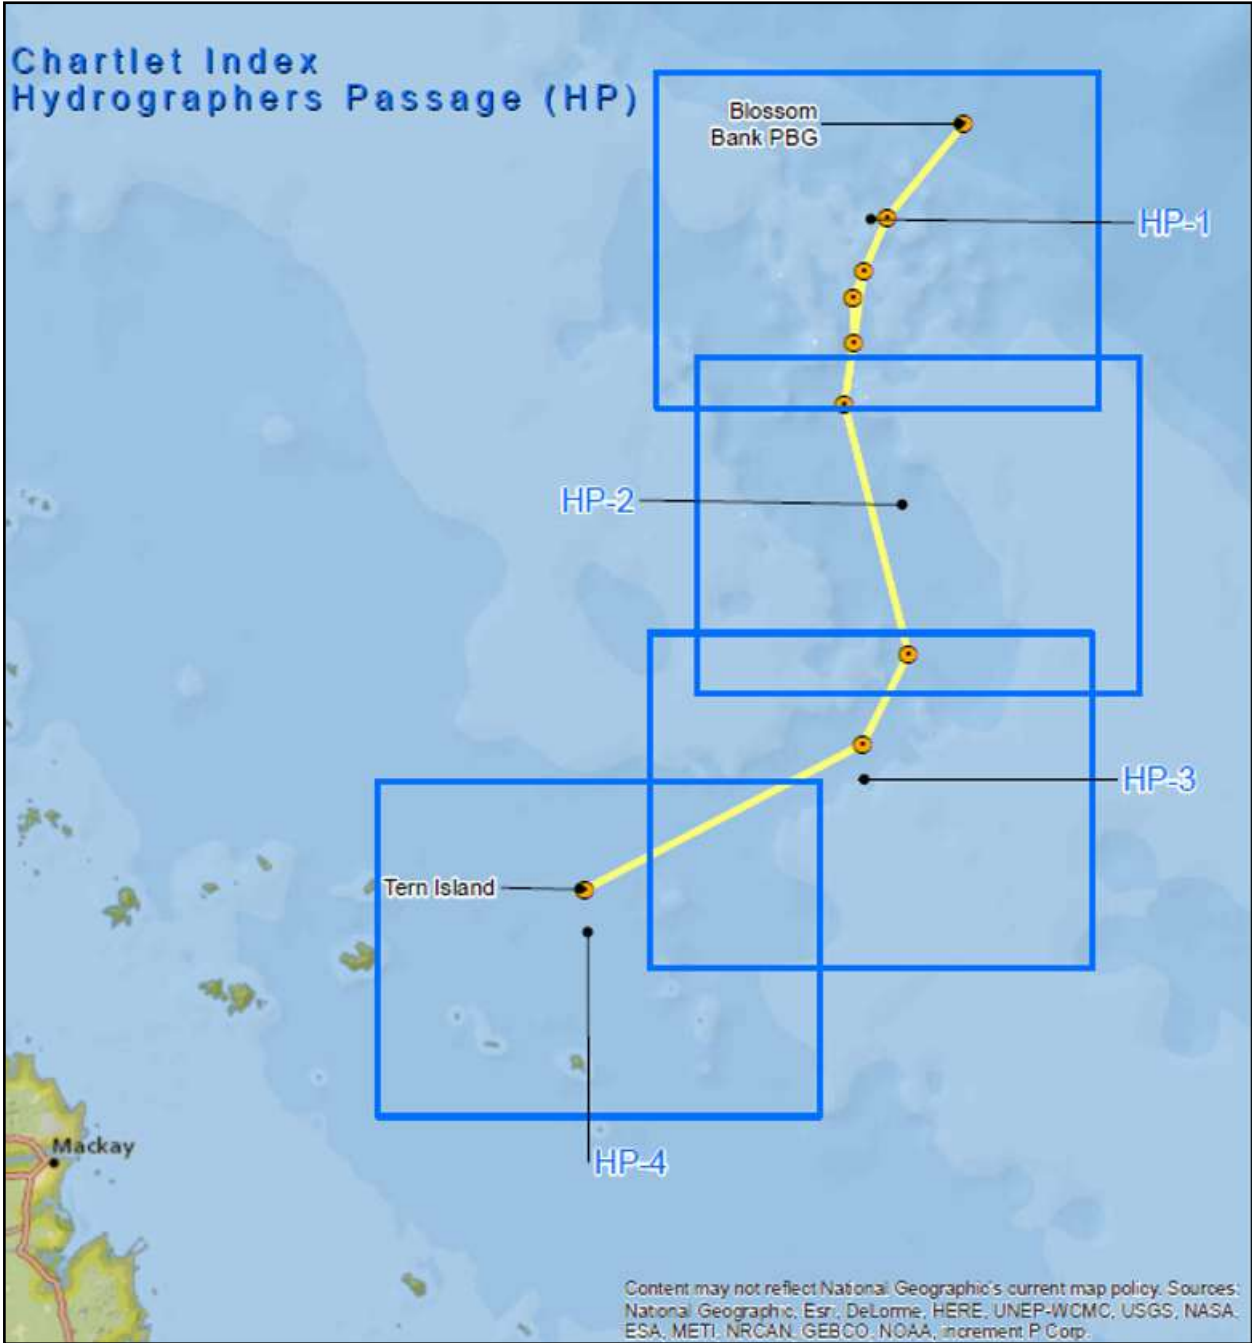 Chartlet Index
Hydrographers Passage (HP)
Blossom
Bank PBG
HP-1
HP-2
HP-3
Tern Island
Mackay
HP-4
Content may not reflect National Geographic's current map policy. Sources:
National Geographic, Esri, DeLorme, HERE, UNEP-WCMC, USGS, NASA,
ESA, METI, NRCAN, GEBCO, NOAA, increment P Corp.